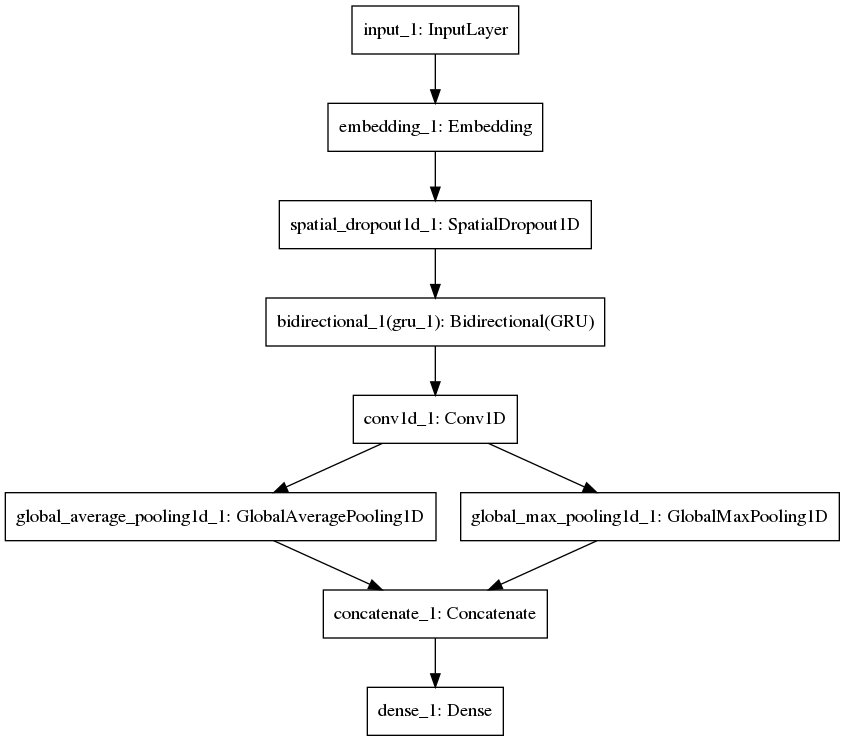 input_1: InputLayer
embedding_1: Embedding
spatial_dropout1d_1: SpatialDropout1D
bidirectional_1(gru_1): Bidirectional(GRU)
conv1d_1: Conv1D
global_average_pooling1d_1: GlobalAveragePooling1D
global_max_pooling1d_1: GlobalMaxPooling1D
concatenate_1: Concatenate
dense_1: Dense